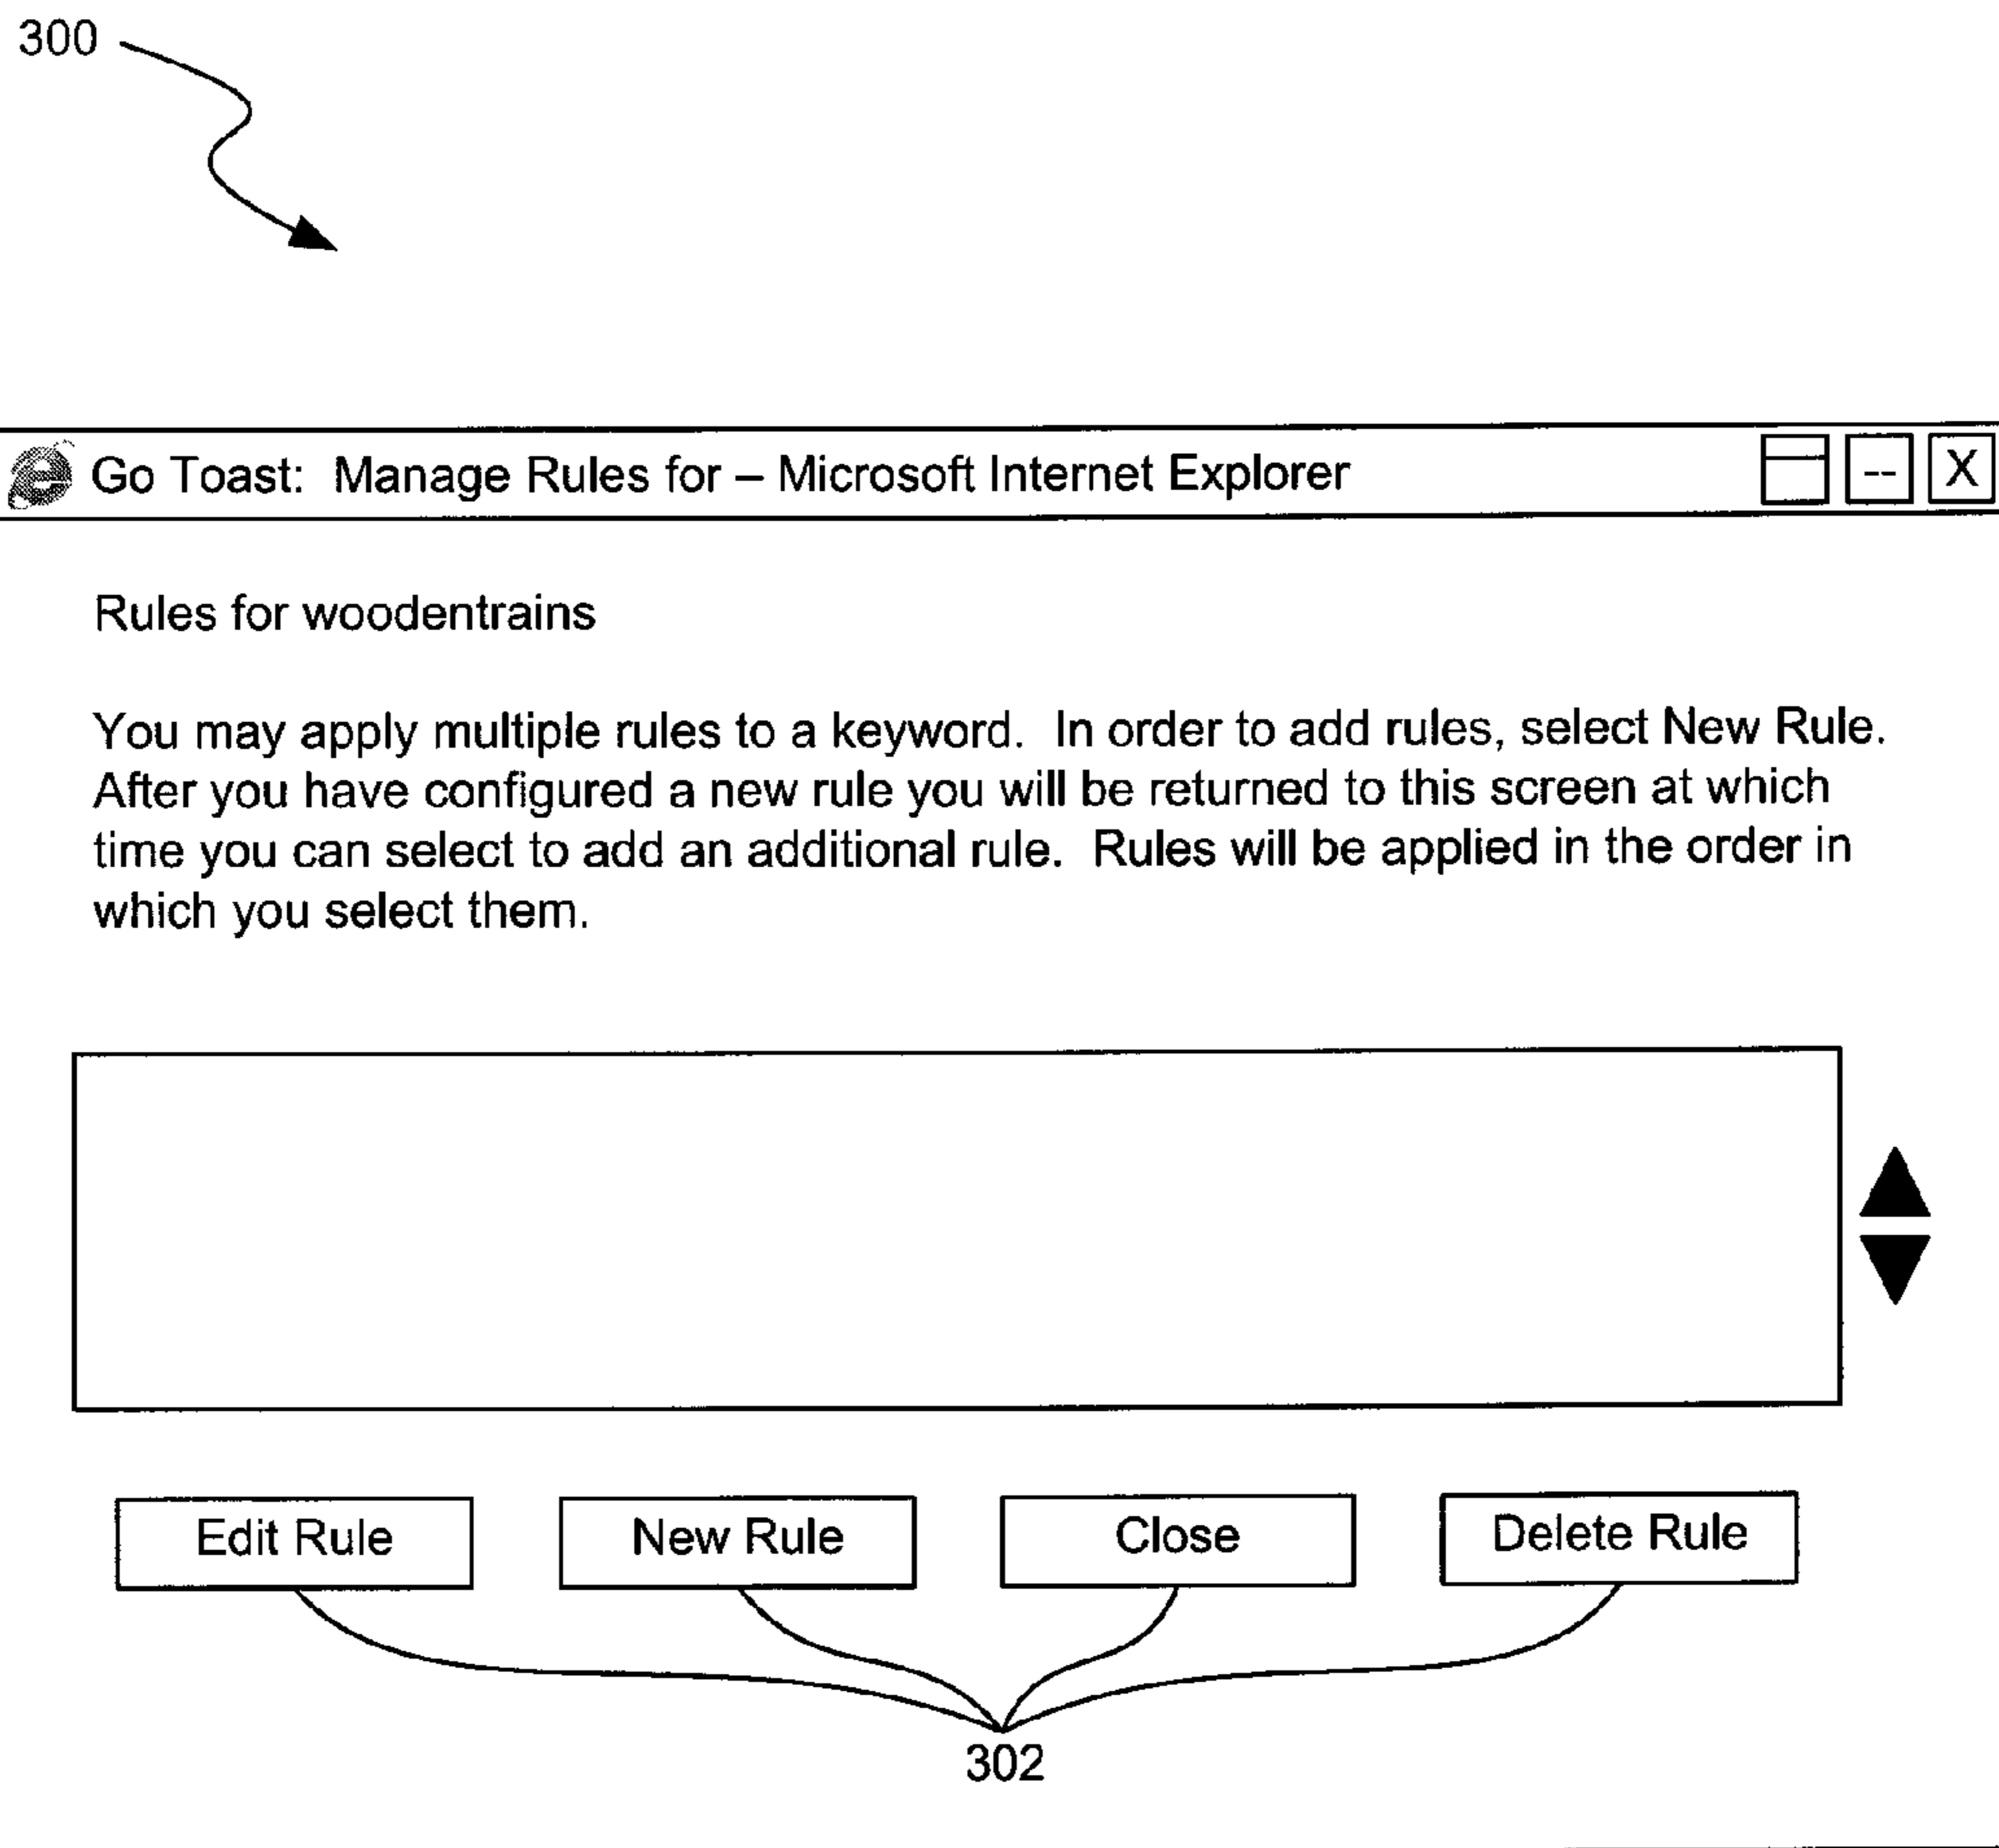 300
Go Toast: Manage Rules for – Microsoft Internet Explorer
-- X
Rules for woodentrains
You may apply multiple rules to a keyword. In order to add rules, select New Rule.
After you have configured a new rule you will be returned to this screen at which
time you can select to add an additional rule. Rules will be applied in the order in
which you select them.
Edit Rule New Rule Close Delete Rule
302